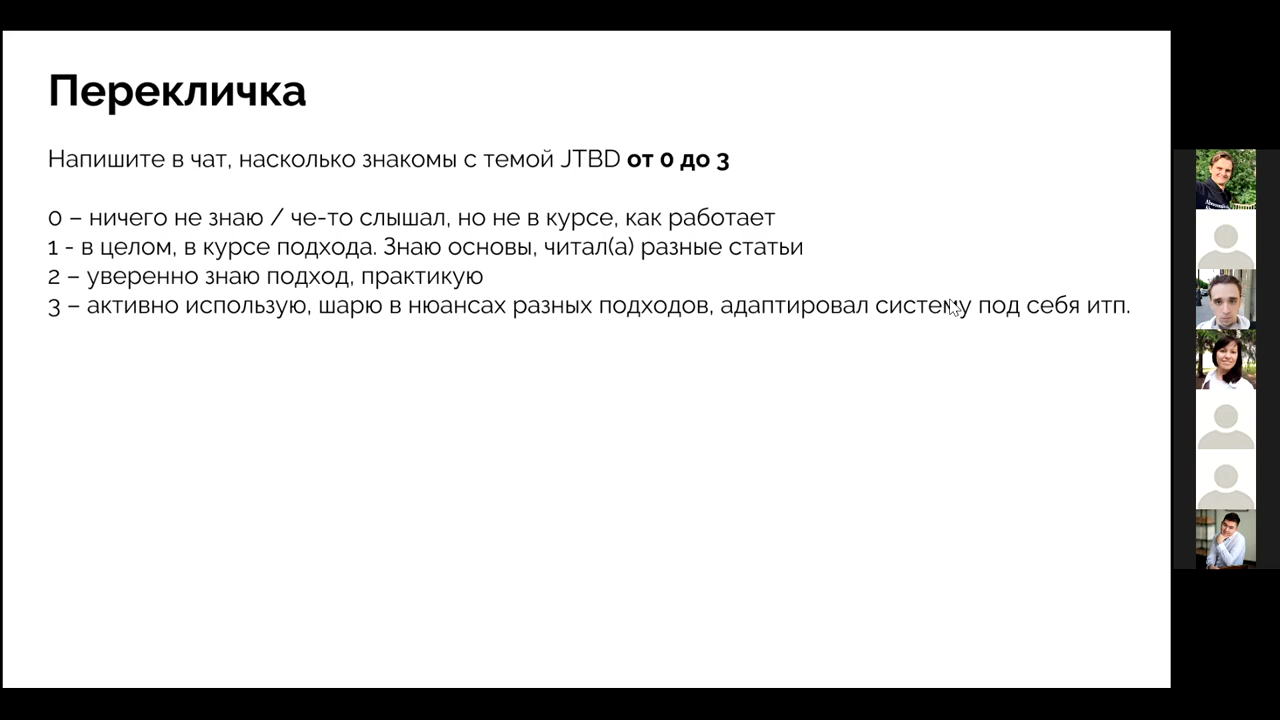 Перекличка
Напишите в чат, насколько знакомы с темой JTBD от 0 до 3
0 – ничего не знаю / че-то слышал, но не в курсе, как работает
1 - в целом, в курсе подхода. Знаю основы, читал(а) разные статьи
2 – уверенно знаю подход, практикую
3 – активно использую, шарю в нюансах разных подходов, адаптировал систему под себя итп.